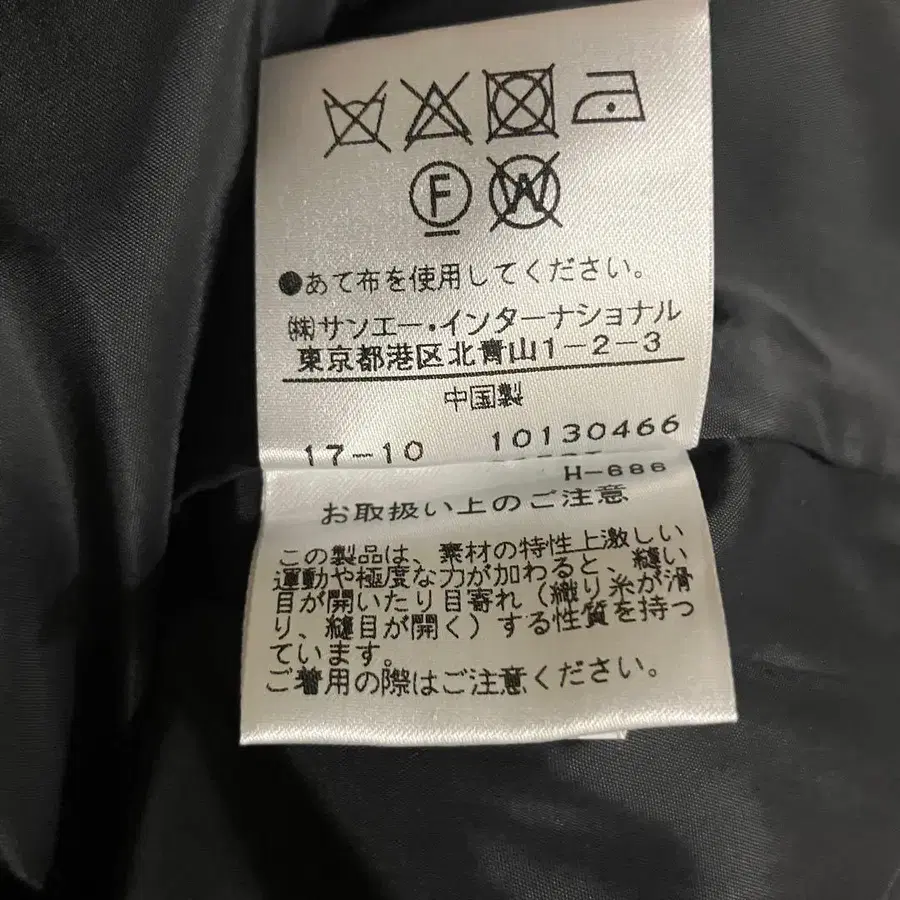 F W
●あて布を使用してください。
㈱サンエー・インターナショナル
東京都港区北青山1-2-3
中国製
17-10 10130466
H-686
お取扱い上のご注意
この製品は、素材の特性上激しい
運動や極度な力が加わると、縫い
目が開いたり目寄れ（織り糸が滑
り、縫目が開く）する性質を持っ
ています。
ご着用の際はご注意ください。